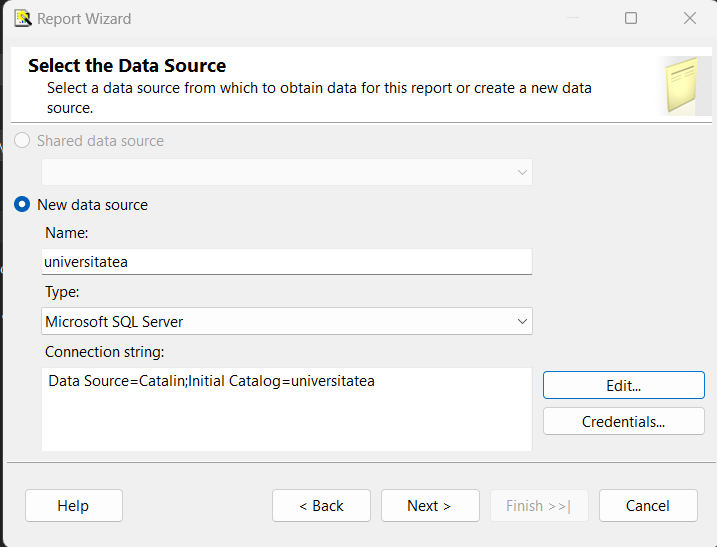 Report Wizard
Select the Data Source
Select a data source from which to obtain data for this report or create a new data
source.
Shared data source
New data source
Name:
universitatea
Type:
Microsoft SQL Server
Connection string:
Data Source=Catalin;Initial Catalog=universitatea
Edit...
Credentials...
Help
< Back
Next >
Finish >>|
Cancel